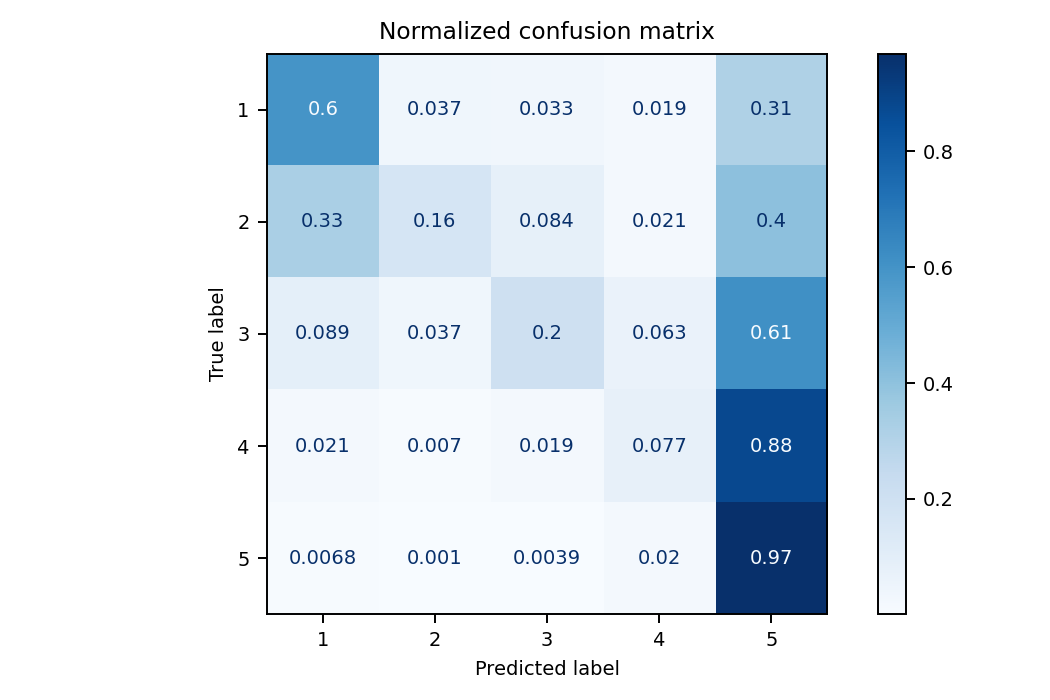 Normalized confusion matrix
True label
1 0.6 0.037 0.033 0.019 0.31
2 0.33 0.16 0.084 0.021 0.4
3 0.089 0.037 0.2 0.063 0.61
4 0.021 0.007 0.019 0.077 0.88
5 0.0068 0.001 0.0039 0.02 0.97
1 2 3 4 5
Predicted label
0.8
0.6
0.4
0.2